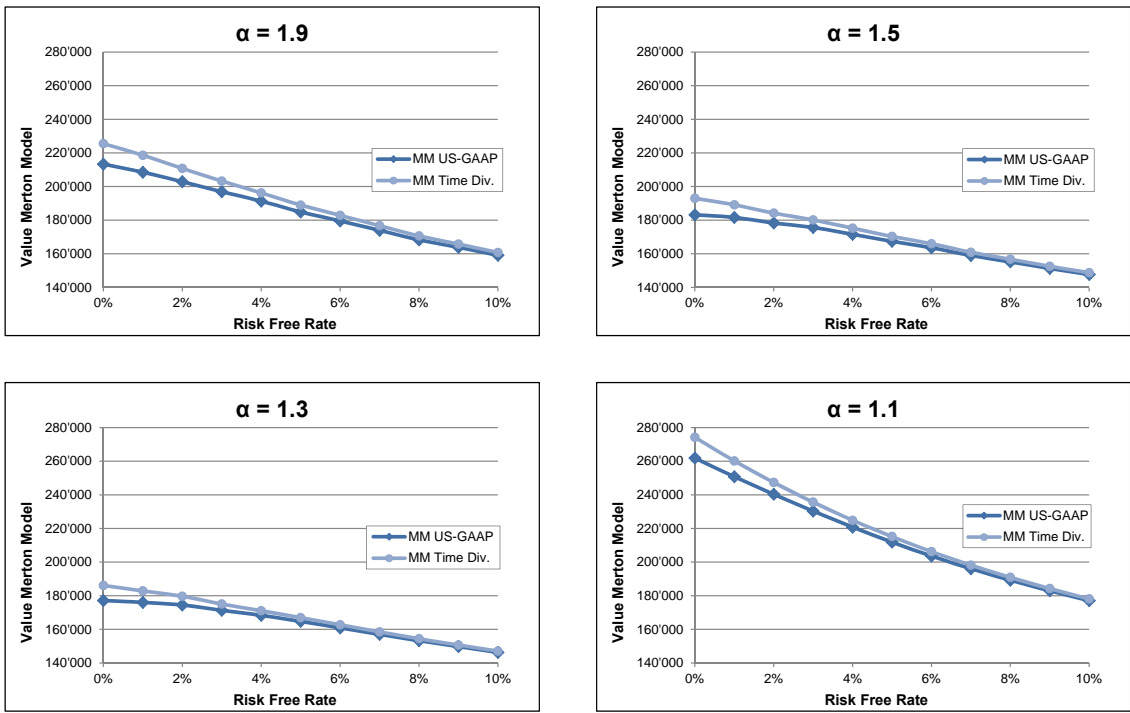 α = 1.9
280'000
260'000
240'000
220'000
200'000
180'000
160'000
140'000
Value Merton Model
MM US-GAAP
MM Time Div.
0% 2% 4% 6% 8% 10%
Risk Free Rate
α = 1.5
280'000
260'000
240'000
220'000
200'000
180'000
160'000
140'000
Value Merton Model
MM US-GAAP
MM Time Div.
0% 2% 4% 6% 8% 10%
Risk Free Rate
α = 1.3
280'000
260'000
240'000
220'000
200'000
180'000
160'000
140'000
Value Merton Model
MM US-GAAP
MM Time Div.
0% 2% 4% 6% 8% 10%
Risk Free Rate
α = 1.1
280'000
260'000
240'000
220'000
200'000
180'000
160'000
140'000
Value Merton Model
MM US-GAAP
MM Time Div.
0% 2% 4% 6% 8% 10%
Risk Free Rate